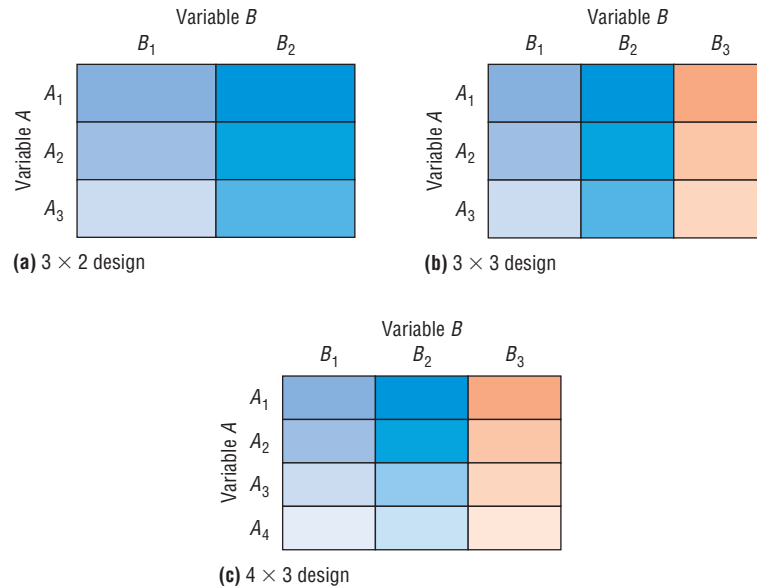 Variable B
B1 B2
Variable A
A1
A2
A3
(a) 3 × 2 design
Variable B
B1 B2 B3
Variable A
A1
A2
A3
(b) 3 × 3 design
Variable B
B1 B2 B3
Variable A
A1
A2
A3
A4
(c) 4 × 3 design